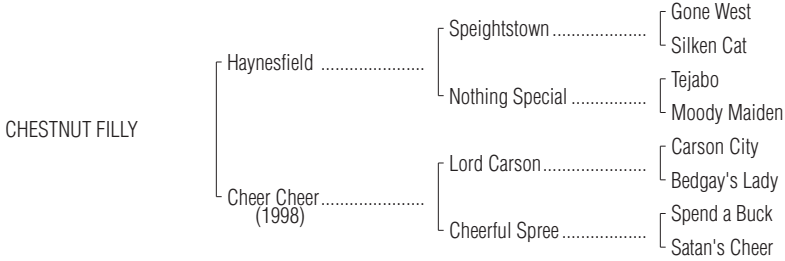 Gone West
Speightstown ....................
Silken Cat
Haynesfield ......................
Tejabo
Nothing Special .................
Moody Maiden
CHESTNUT FILLY
Carson City
Lord Carson......................
Bedgay's Lady
Cheer Cheer......................
(1998)
Spend a Buck
Cheerful Spree ..................
Satan's Cheer